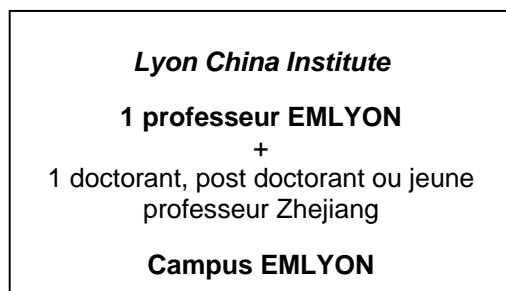 Lyon China Institute
1 professeur EMLYON
+
1 doctorant, post doctorant ou jeune
professeur Zhejiang
Campus EMLYON